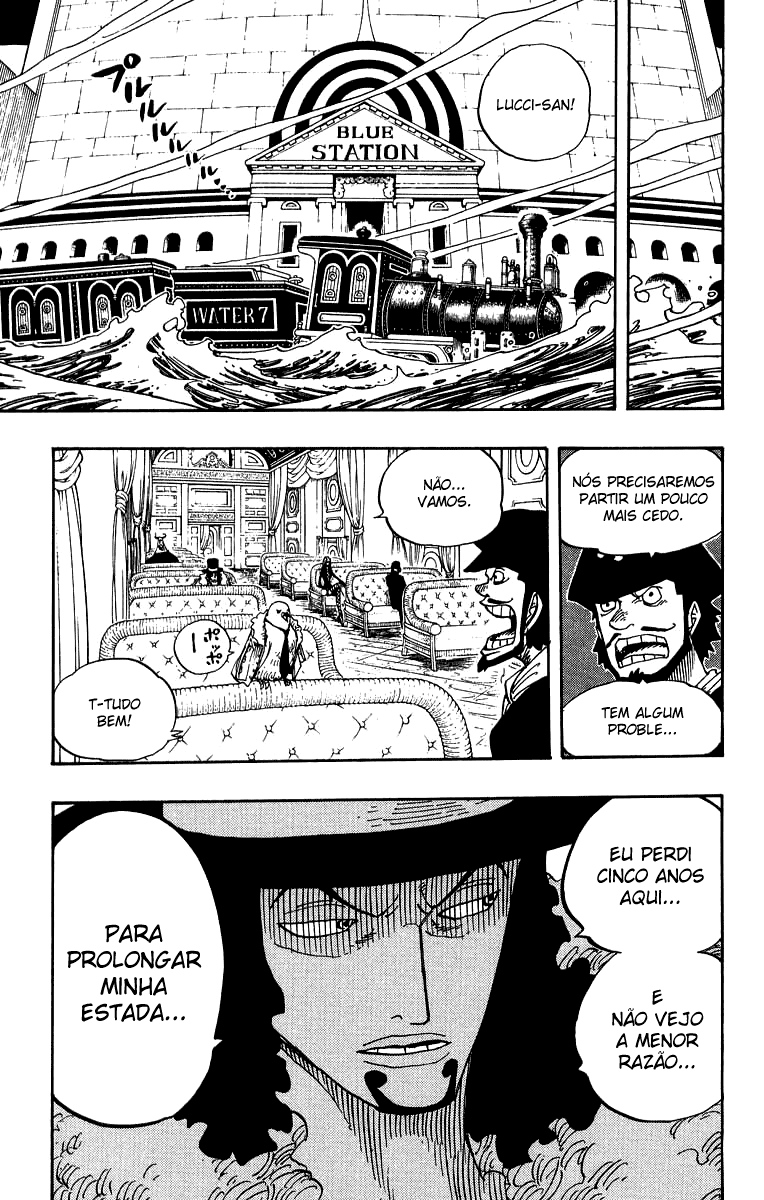 LUCCI-SAN!
プルルルルル...
BLUE
STATION
WATER 7
NÓS PRECISAREMOS
PARTIR UM POUCO
MAIS CEDO.
TEM ALGUM
PROBLE...
NÃO...
VAMOS.
ポッポー
T-TUDO
BEM!
EU PERDI
CINCO ANOS
AQUI...
E
NÃO VEJO
A MENOR
RAZÃO...
PARA
PROLONGAR
MINHA
ESTADA...